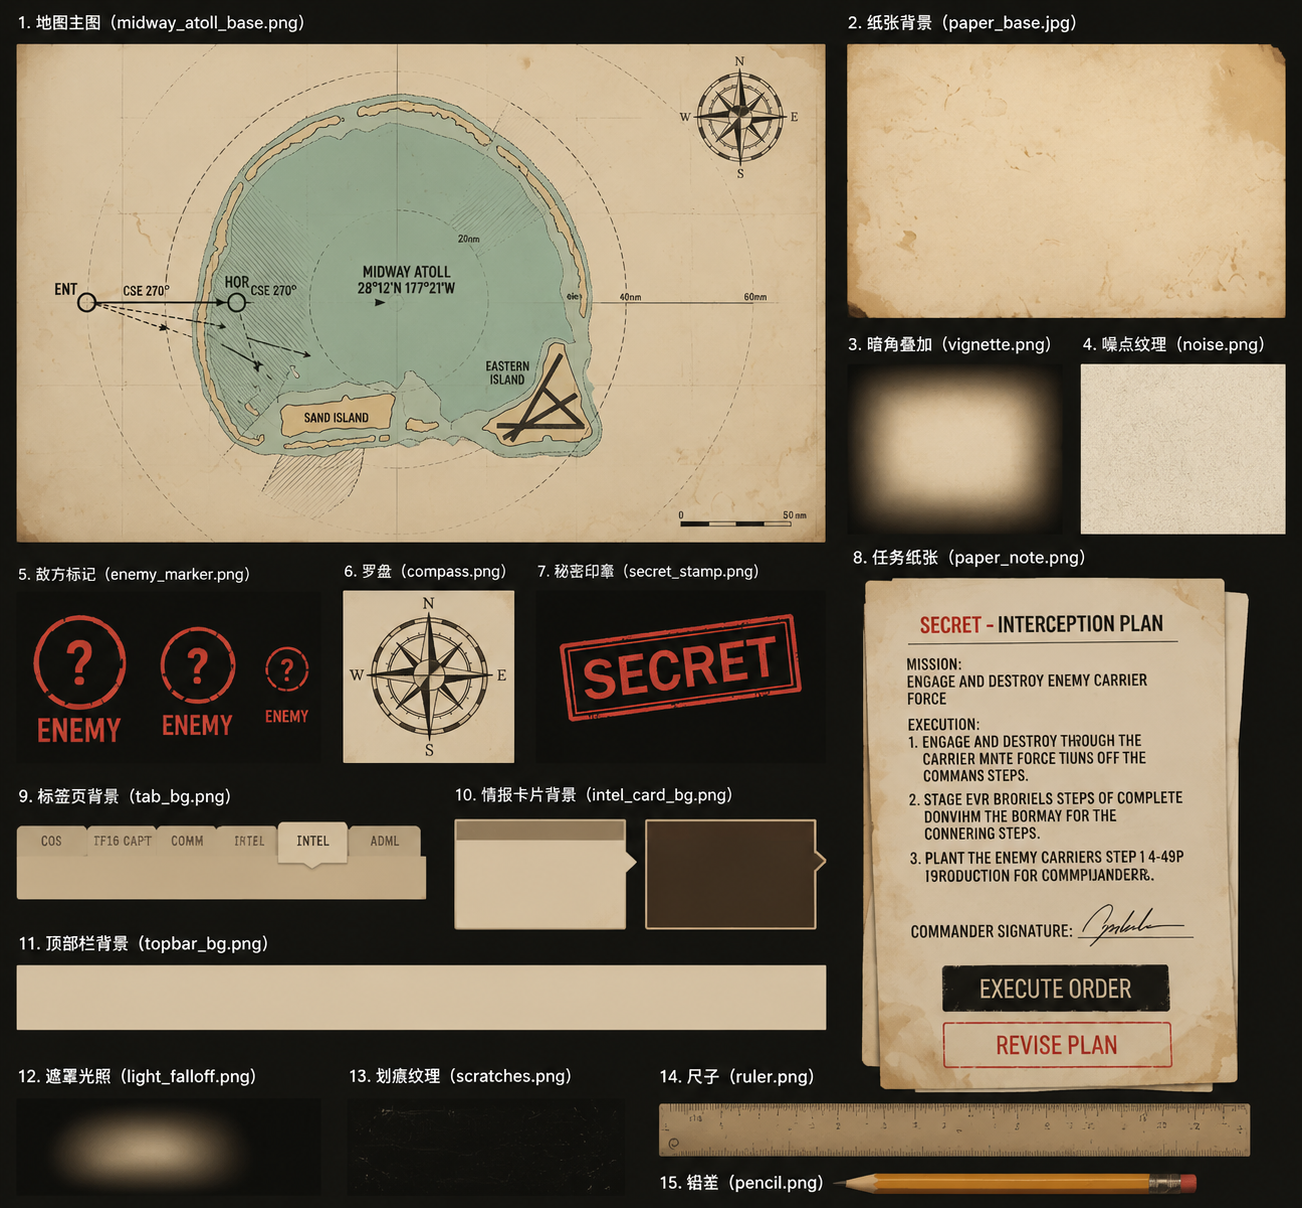 1. 地图主图（midway_atoll_base.png）
N
W
E
S
20nm
MIDWAY ATOLL
28°12'N 177°21'W
ENT
CSE 270°
HOR
CSE 270°
40nm
60nm
EASTERN
ISLAND
SAND ISLAND
0
50 nm
2. 纸张背景（paper_base.jpg）
3. 暗角叠加（vignette.png）
4. 噪点纹理（noise.png）
5. 敌方标记（enemy_marker.png）
?
ENEMY
?
ENEMY
?
ENEMY
6. 罗盘（compass.png）
N
W
E
S
7. 秘密印章（secret_stamp.png）
SECRET
8. 任务纸张（paper_note.png）
SECRET - INTERCEPTION PLAN
MISSION:
ENGAGE AND DESTROY ENEMY CARRIER
FORCE
EXECUTION:
1. ENGAGE AND DESTROY THROUGH THE
CARRIER MNTE FORCE TIUNS OFF THE
COMMANS STEPS.
2. STAGE EVR BRORIELS STEPS OF COMPLETE
DONVIHM THE BORMAY FOR THE
CONNERING STEPS.
3. PLANT THE ENEMY CARRIERS STEP 1 4-49P
I9RODUCTION FOR COMMPIJANDERR.
COMMANDER SIGNATURE:
EXECUTE ORDER
REVISE PLAN
9. 标签页背景（tab_bg.png）
COS
TF16 CAPT
COMM
IRTEL
INTEL
ADML
10. 情报卡片背景（intel_card_bg.png）
11. 顶部栏背景（topbar_bg.png）
12. 遮罩光照（light_falloff.png）
13. 划痕纹理（scratches.png）
14. 尺子（ruler.png）
15.（pencil.png）